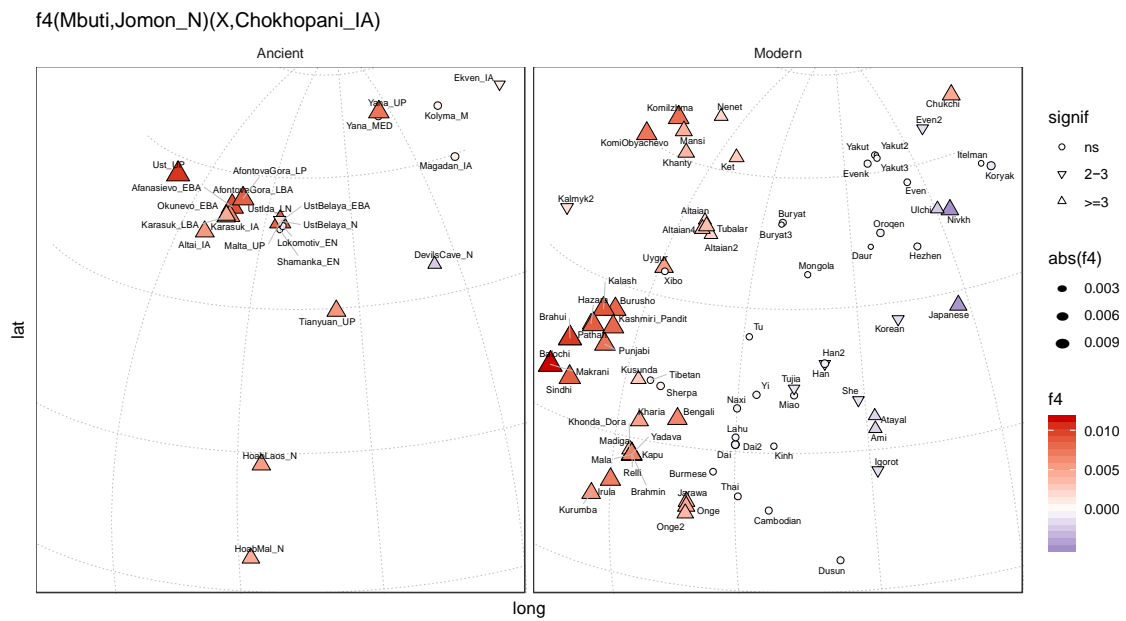 f4(Mbuti,Jomon_N)(X,Chokhopani_IA)
Ancient
Modern
lat
long
Ekven_IA
Yana_UP
Yana_MED
Kolyma_M
Magadan_IA
Afanasievo_EBA
AfontovaGora_LP
AfontovaGora_LBA
Okunevo_EBA
UstIda_LN
UstBelaya_EBA
Karasuk_LBA
Karasuk_IA
UstBelaya_N
Altai_IA
Malta_UP
Lokomotiv_EN
Shamanka_EN
DevilsCave_N
Tianyuan_UP
HoabLaos_N
HoabMal_N
KomiIzhma
Nenet
Chukchi
KomiObyachevo
Mansi
Even2
Khanty
Ket
Yakut
Yakut2
Itelman
Evenk
Yakut3
Koryak
Even
Kalmyk2
Altaian
Buryat
Ulchi
Nivkh
Altaian4
Tubalar
Buryat3
Oroqen
Altaian2
Daur
Hezhen
Uygur
Xibo
Mongola
Kalash
Hazara
Burusho
Japanese
Brahui
Kashmiri_Pandit
Korean
Pathan
Tu
Punjabi
Balochi
Makrani
Han2
Kusunda
Tibetan
Han
Sindhi
Sherpa
Tujia
Yi
She
Naxi
Miao
Khonda_Dora
Kharia
Bengali
Atayal
Lahu
Ami
Madiga
Yadava
Mala
Kapu
Dai
Dai2
Kinh
Relli
Igorot
Irula
Brahmin
Burmese
Kurumba
Jarawa
Thai
Onge
Onge2
Cambodian
Dusun
signif
ns
2−3
>=3
abs(f4)
0.003
0.006
0.009
f4
0.010
0.005
0.000